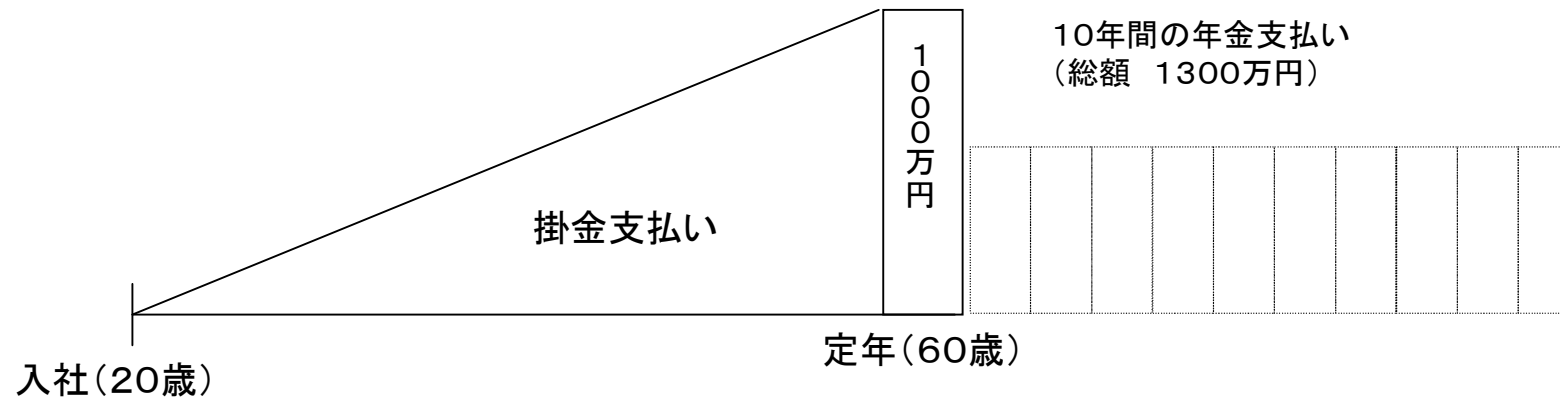 10年間の年金支払い
(総額　1300万円)
1000万円
掛金支払い
定年(60歳)
入社(20歳)